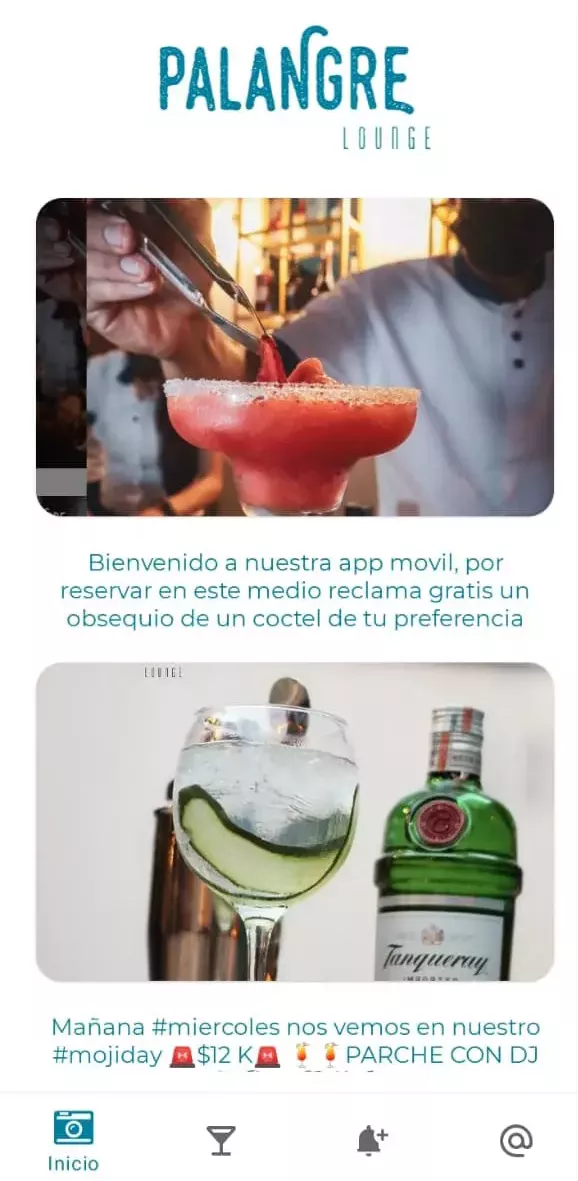 PALANGRE
LOUNGE
Bienvenido a nuestra app movil, por
reservar en este medio reclama gratis un
obsequio de un coctel de tu preferencia
LOUNGE
Tanqueray
IMPORTED
Mañana #miercoles nos vemos en nuestro
#mojiday 🚨$12 K🚨 🍹🍹PARCHE CON DJ
Inicio